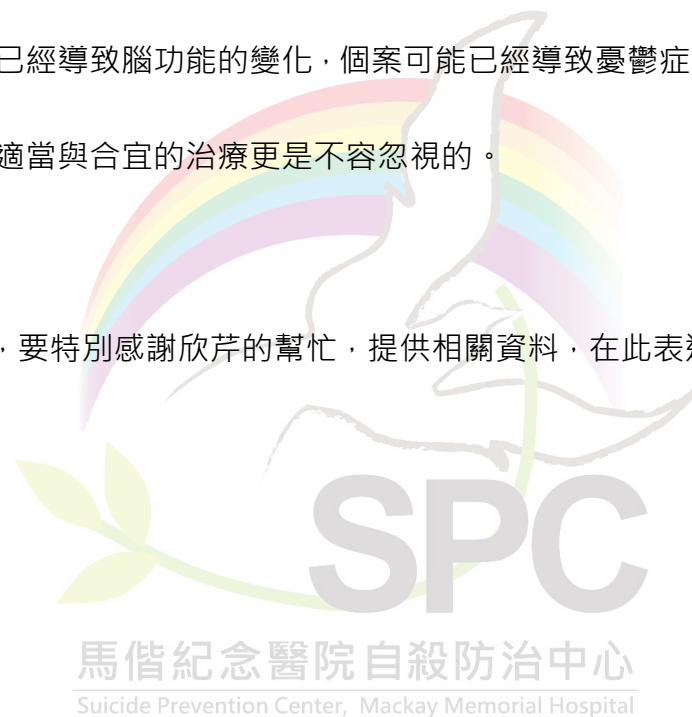 已經導致腦功能的變化，個案可能已經導致憂鬱症
適當與合宜的治療更是不容忽視的。
，要特別感謝欣芹的幫忙，提供相關資料，在此表
SPC
馬偕紀念醫院自殺防治中心
Suicide Prevention Center, Mackay Memorial Hospital